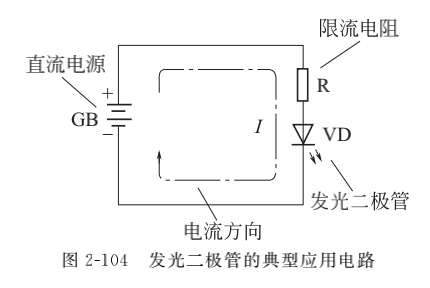 限流电阻
直流电源
+
R
GB
I
VD
−
发光二极管
电流方向
图 2-104 发光二极管的典型应用电路